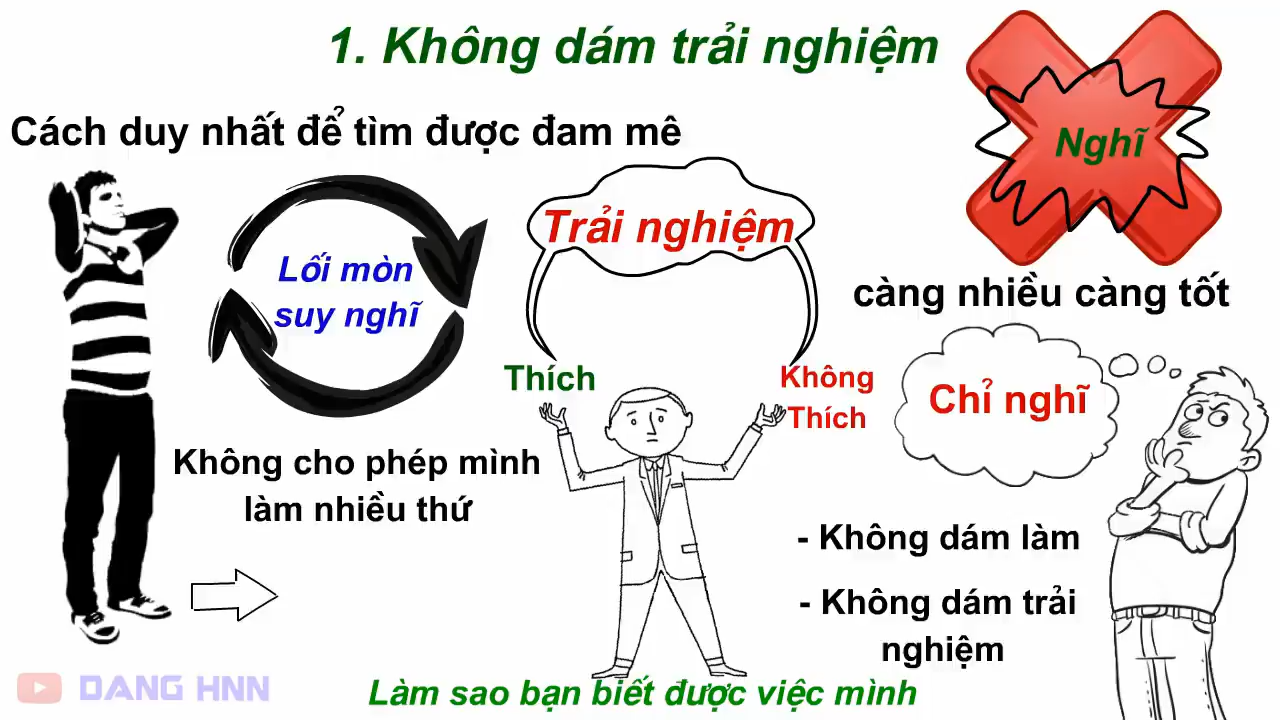 1. Không dám trải nghiệm
Cách duy nhất để tìm được đam mê
Nghĩ
Trải nghiệm
Lối mòn
suy nghĩ
càng nhiều càng tốt
Thích
Không
Thích
Chỉ nghĩ
Không cho phép mình
làm nhiều thứ
- Không dám làm
- Không dám trải
nghiệm
DANG HNN
Làm sao bạn biết được việc mình